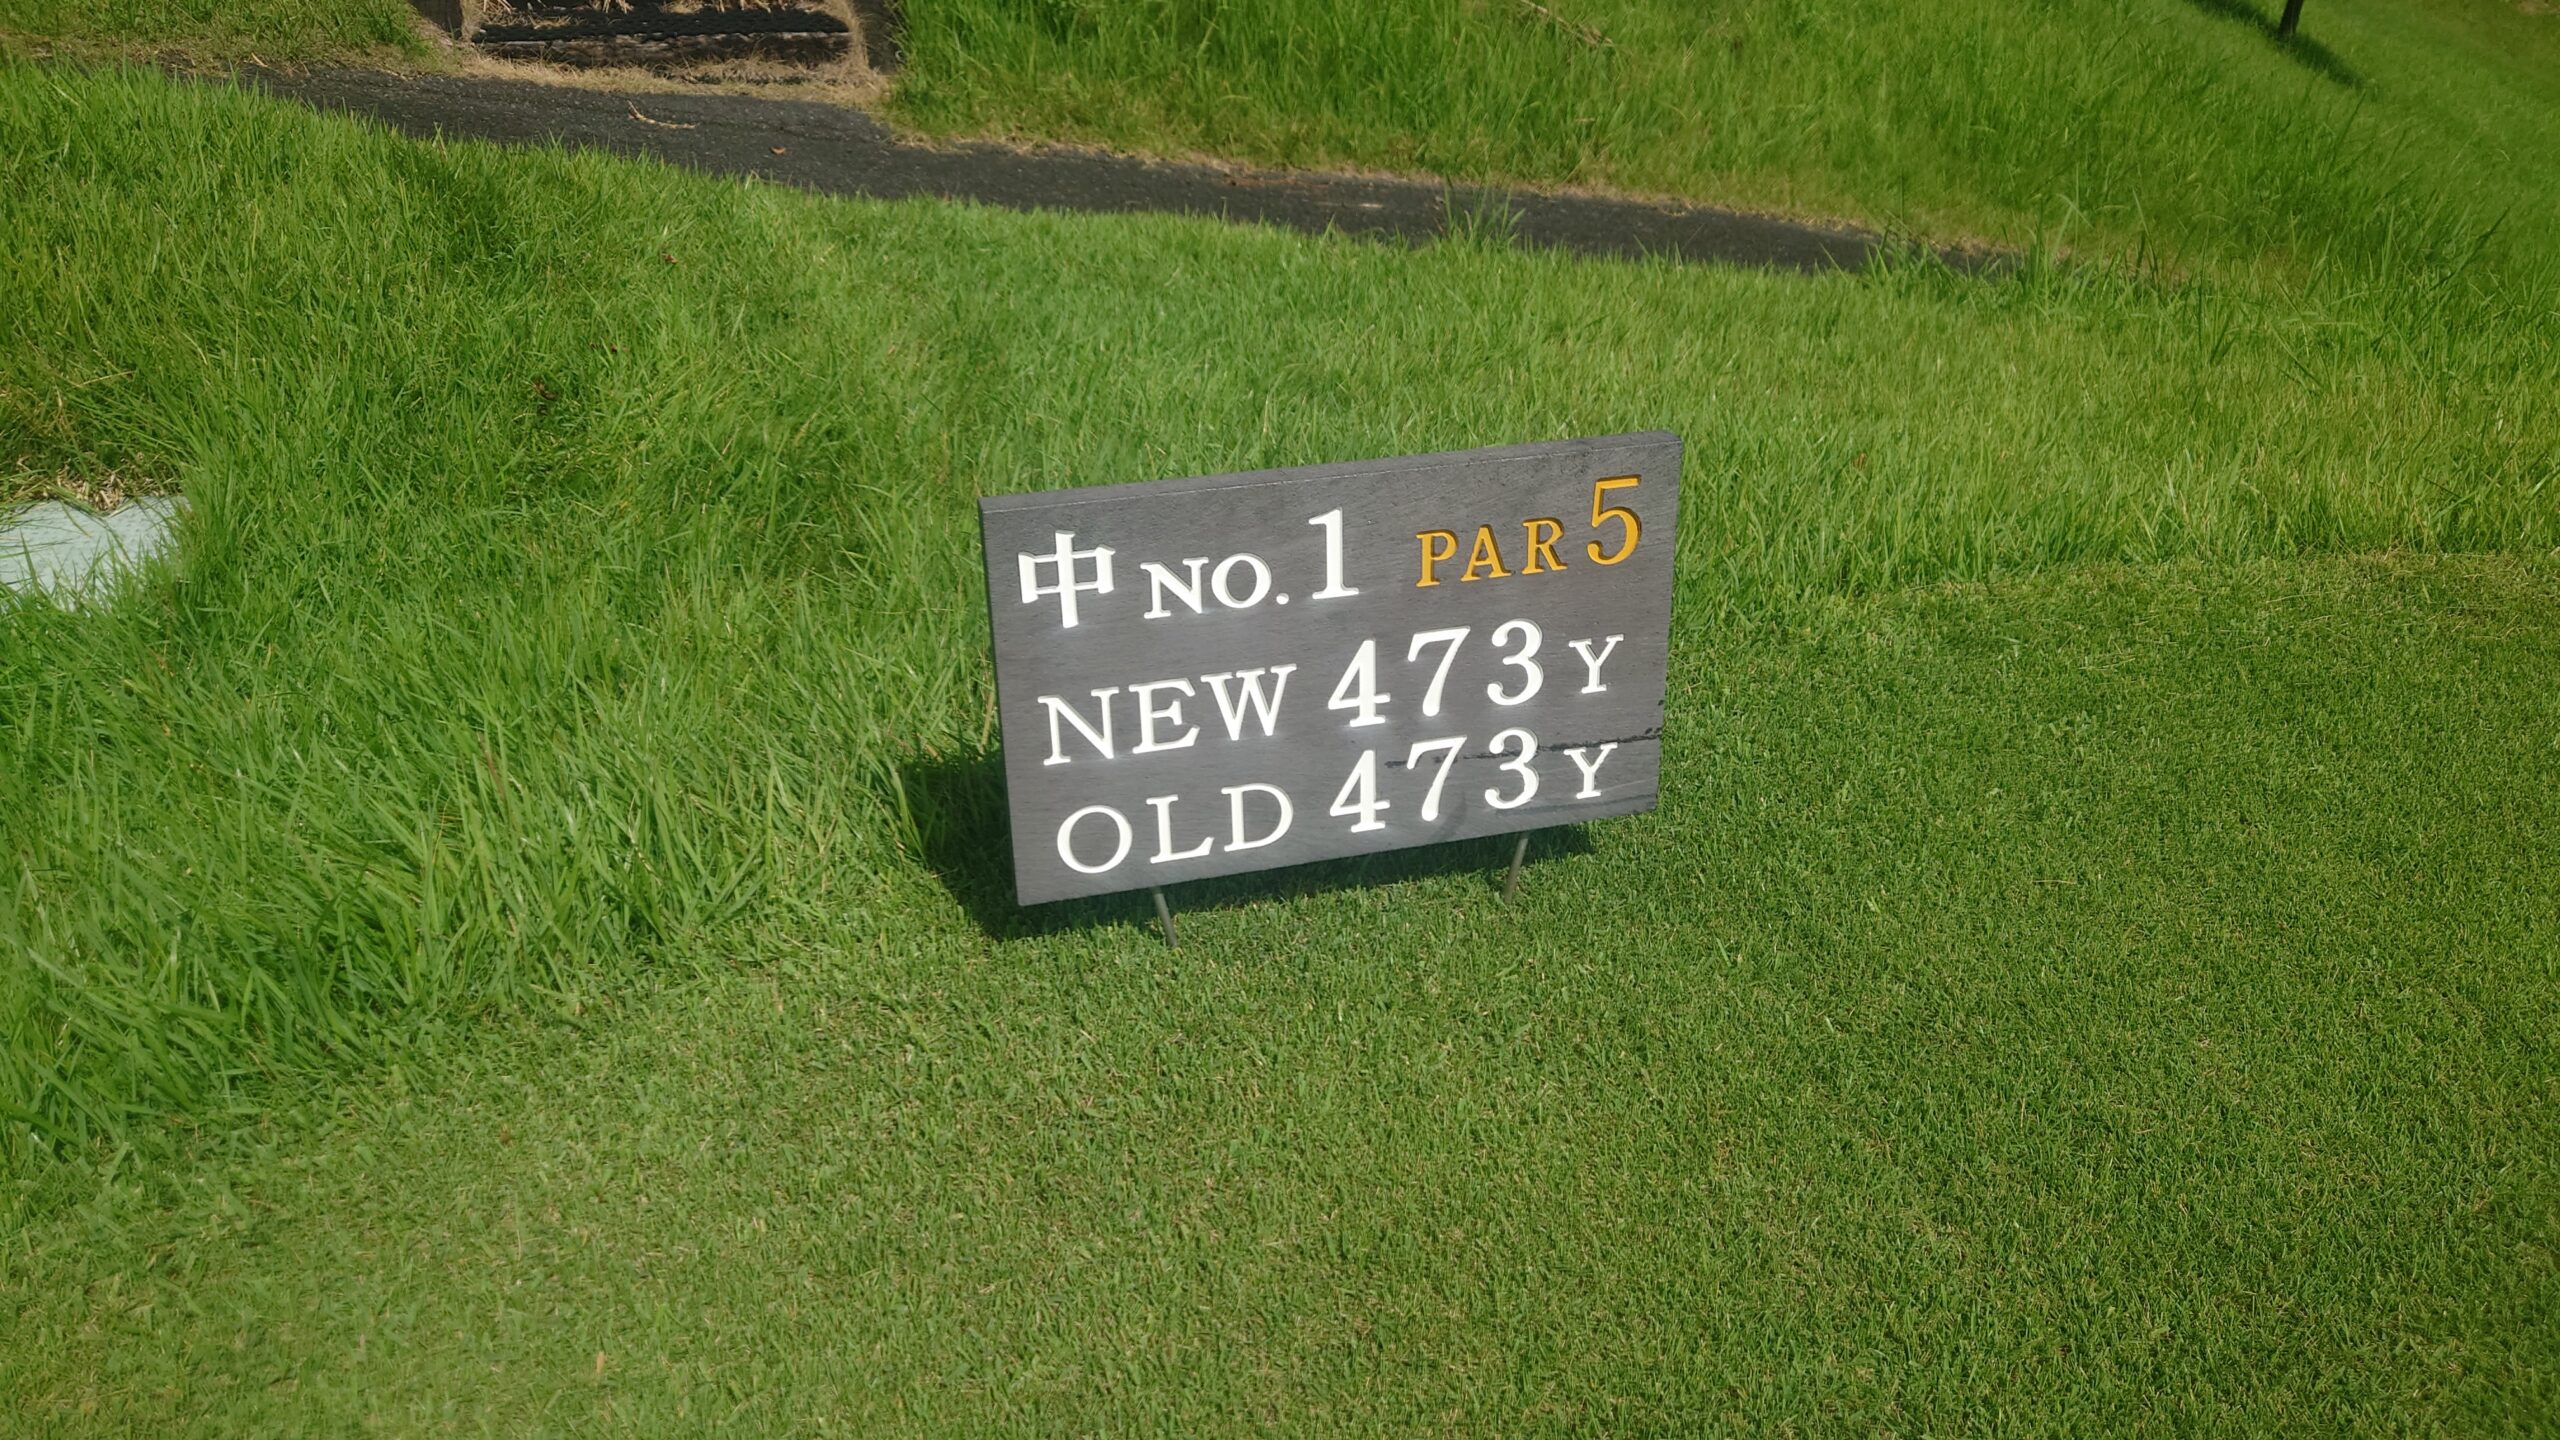 中 NO.1 PAR 5
NEW 473 Y
OLD 473 Y